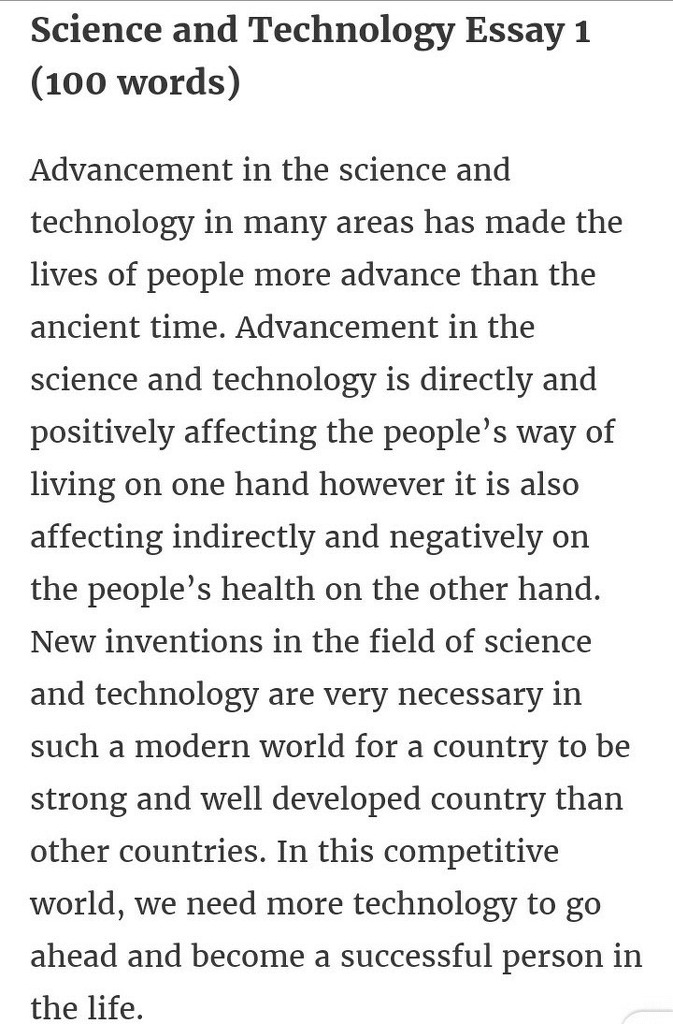 Science and Technology Essay 1
(100 words)
Advancement in the science and
technology in many areas has made the
lives of people more advance than the
ancient time. Advancement in the
science and technology is directly and
positively affecting the people’s way of
living on one hand however it is also
affecting indirectly and negatively on
the people’s health on the other hand.
New inventions in the field of science
and technology are very necessary in
such a modern world for a country to be
strong and well developed country than
other countries. In this competitive
world, we need more technology to go
ahead and become a successful person in
the life.